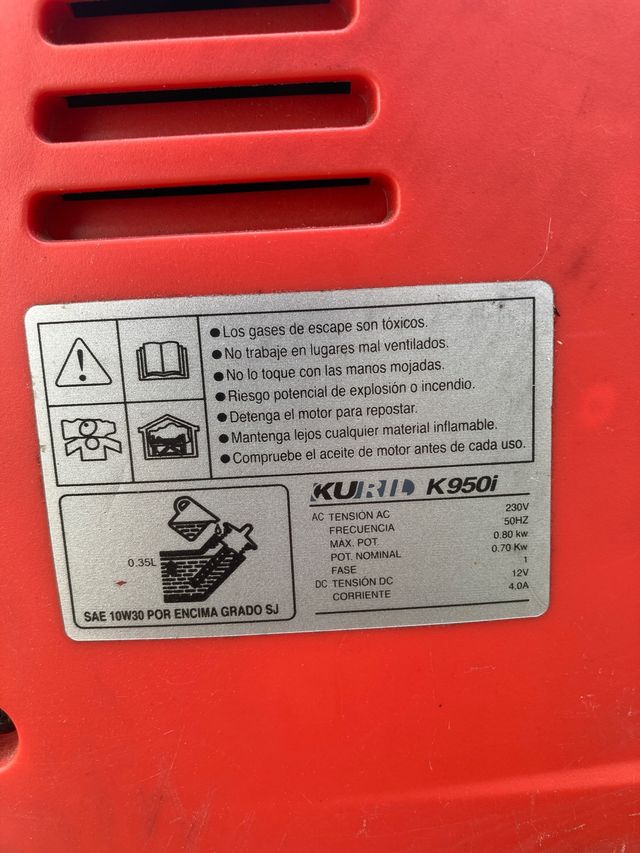 ● Los gases de escape son tóxicos.
● No trabaje en lugares mal ventilados.
● No lo toque con las manos mojadas.
● Riesgo potencial de explosión o incendio.
● Detenga el motor para repostar.
● Mantenga lejos cualquier material inflamable.
● Compruebe el aceite de motor antes de cada uso.
0.35L
SAE 10W30 POR ENCIMA GRADO SJ
KURIL K950i
AC TENSIÓN AC 230V
FRECUENCIA 50HZ
MAX. POT 0.80 kw
POT. NOMINAL 0.70 Kw
FASE 1
DC TENSIÓN DC 12V
CORRIENTE 4.0A